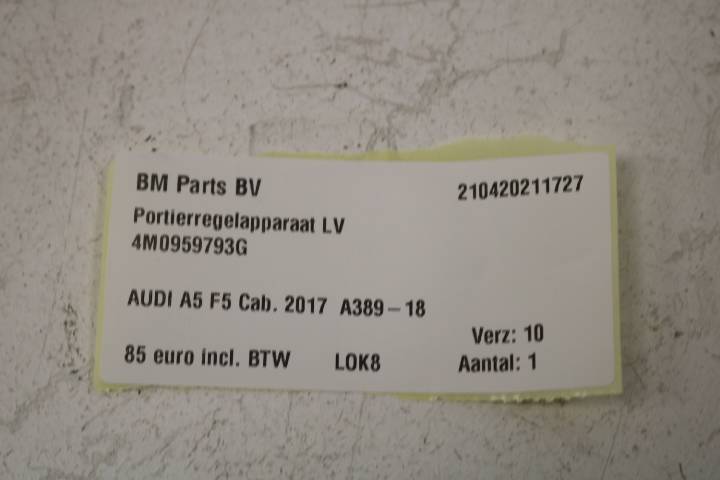 BM Parts BV 210420211727
Portierregelapparaat LV
4M0959793G
AUDI A5 F5 Cab. 2017 A389-18
Verz: 10
85 euro incl. BTW LOK8 Aantal: 1